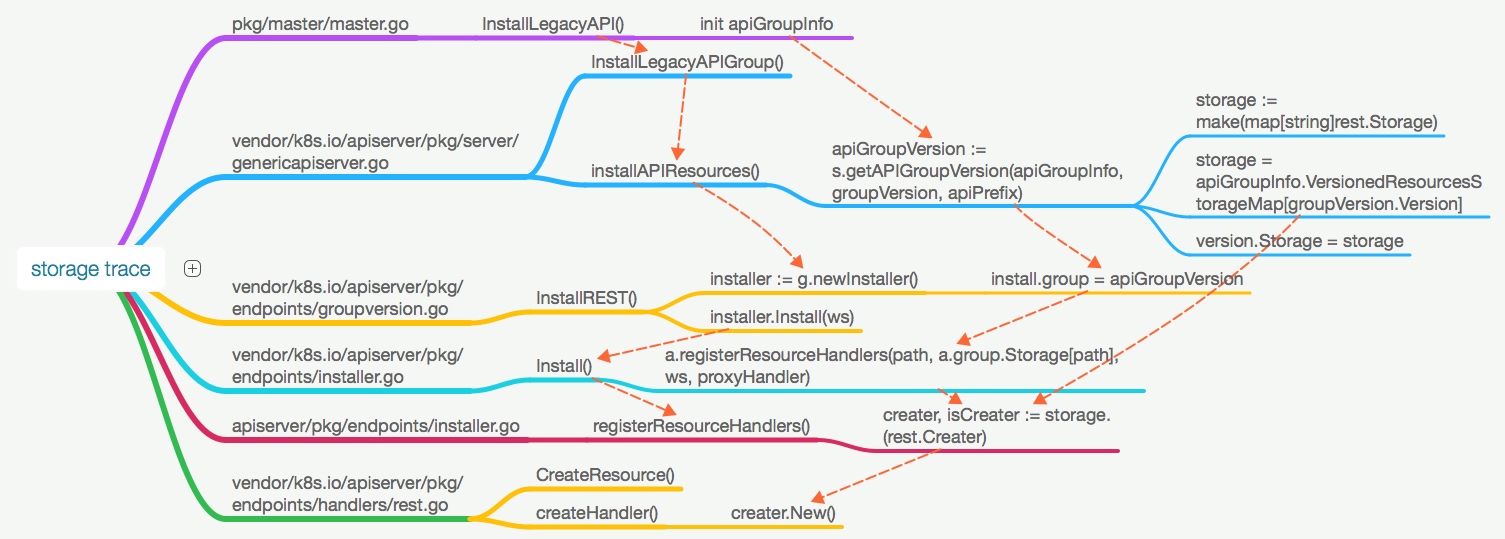 pkg/master/master.go
InstallLegacyAPI()
init apiGroupInfo
InstallLegacyAPIGroup()
vendor/k8s.io/apiserver/pkg/server/
genericapiserver.go
installAPIResources()
apiGroupVersion :=
s.getAPIGroupVersion(apiGroupInfo,
groupVersion, apiPrefix)
storage :=
make(map[string]rest.Storage)
storage =
apiGroupInfo.VersionedResourcesS
torageMap[groupVersion.Version]
version.Storage = storage
storage trace
vendor/k8s.io/apiserver/pkg/
endpoints/groupversion.go
InstallREST()
installer := g.newInstaller()
install.group = apiGroupVersion
installer.Install(ws)
vendor/k8s.io/apiserver/pkg/
endpoints/installer.go
Install()
a.registerResourceHandlers(path, a.group.Storage[path],
ws, proxyHandler)
apiserver/pkg/endpoints/installer.go
registerResourceHandlers()
creater, isCreater := storage.
(rest.Creater)
vendor/k8s.io/apiserver/pkg/
endpoints/handlers/rest.go
CreateResource()
createHandler()
creater.New()